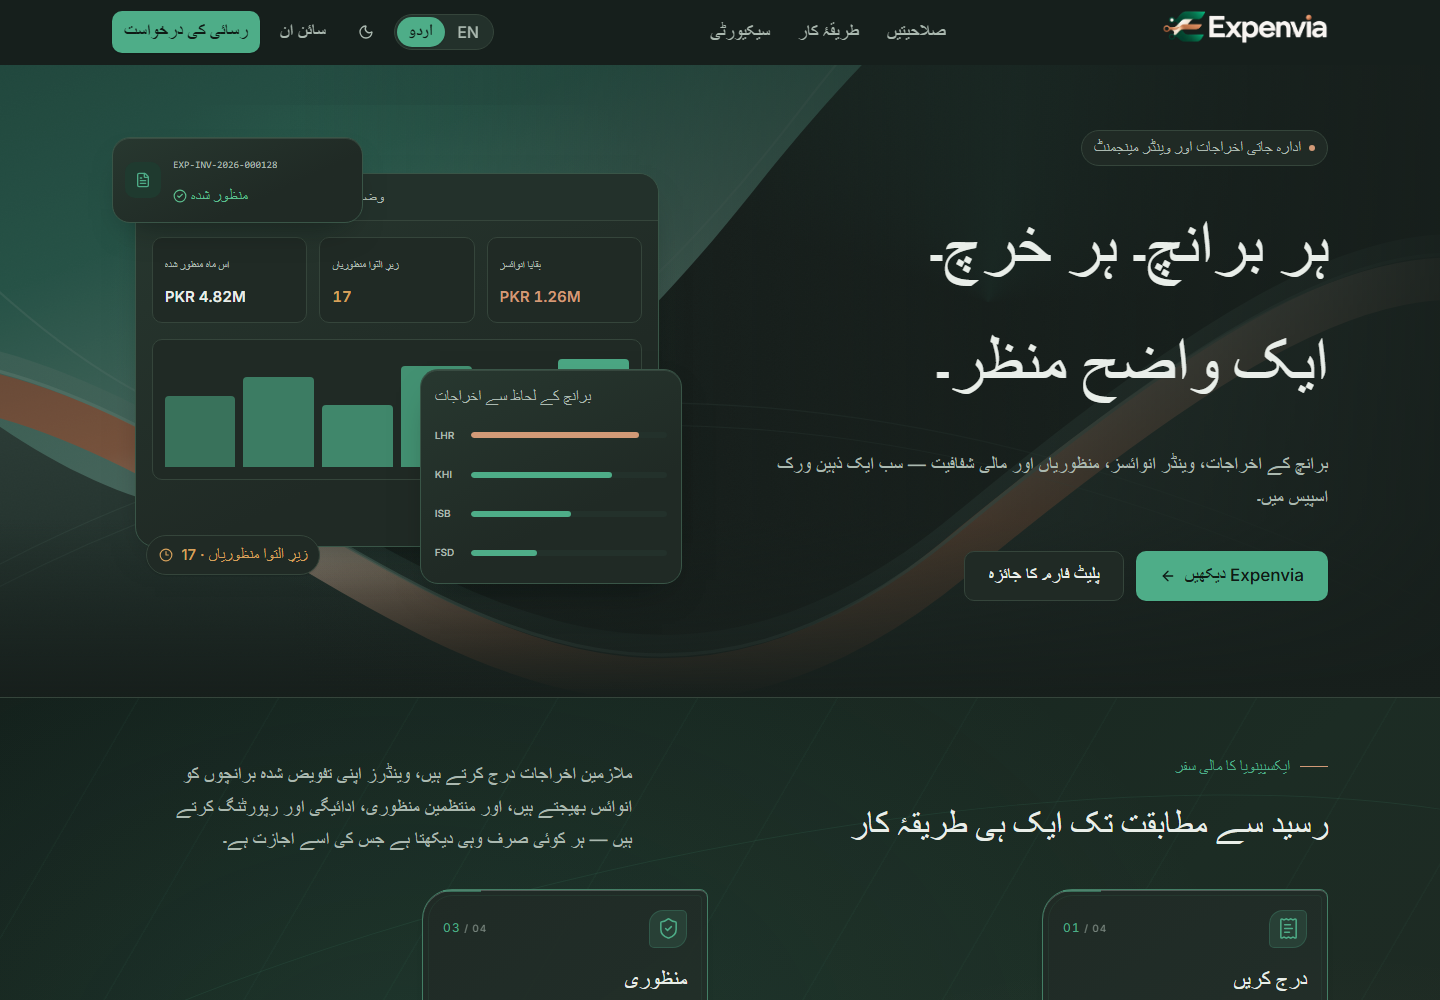 Expenvia
صلاحیتیں
طریقۂ کار
سیکیورٹی
EN
اردو
سائن ان
رسائی کی درخواست
ادارہ جاتی اخراجات اور وینڈر مینجمنٹ
ہر برانچ۔ ہر خرچ۔
ایک واضح منظر۔
برانچ کے اخراجات، وینڈر انوائسز، منظوریاں اور مالی شفافیت — سب ایک ذہین ورک
اسپیس میں۔
Expenvia دیکھیں
پلیٹ فارم کا جائزہ
EXP-INV-2026-000128
منظور شدہ
بقایا انوائسز
PKR 1.26M
زیرِ التوا منظوریاں
17
اس ماہ منظور شدہ
PKR 4.82M
برانچ کے لحاظ سے اخراجات
LHR
KHI
ISB
FSD
زیرِ التوا منظوریاں · 17
ایکسپینویا کا مالی سفر
رسید سے مطابقت تک ایک ہی طریقۂ کار
ملازمین اخراجات درج کرتے ہیں، وینڈرز اپنی تفویض شدہ برانچوں کو
انوائس بھیجتے ہیں، اور منتظمین منظوری، ادائیگی اور رپورٹنگ کرتے
ہیں — ہر کوئی صرف وہی دیکھتا ہے جس کی اسے اجازت ہے۔
01 / 04
درج کریں
03 / 04
منظوری